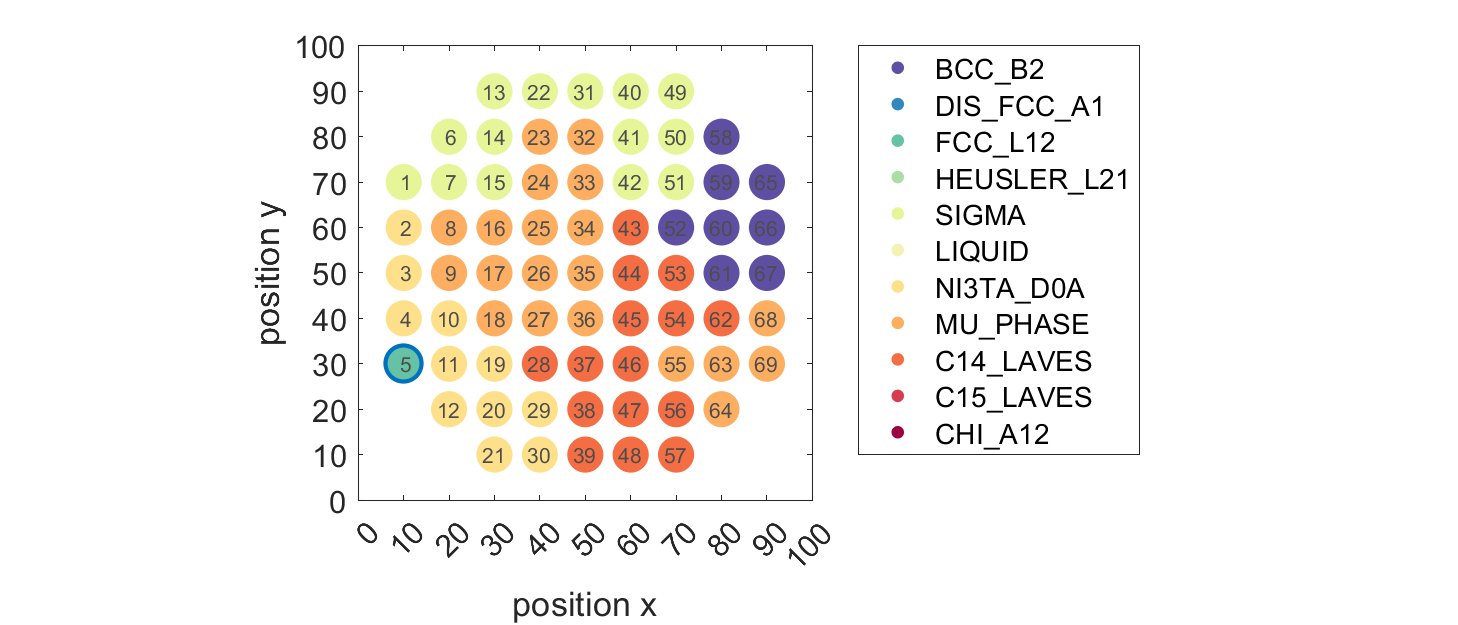 100
90
80
70
60
50
40
30
20
10
0
13 22 31 40 49
6 14 23 32 41 50 58
1 7 15 24 33 42 51 59 65
2 8 16 25 34 43 52 60 66
3 9 17 26 35 44 53 61 67
4 10 18 27 36 45 54 62 68
5 11 19 28 37 46 55 63 69
12 20 29 38 47 56 64
21 30 39 48 57
0 10 20 30 40 50 60 70 80 90 100
position x
position y
BCC_B2
DIS_FCC_A1
FCC_L12
HEUSLER_L21
SIGMA
LIQUID
NI3TA_D0A
MU_PHASE
C14_LAVES
C15_LAVES
CHI_A12